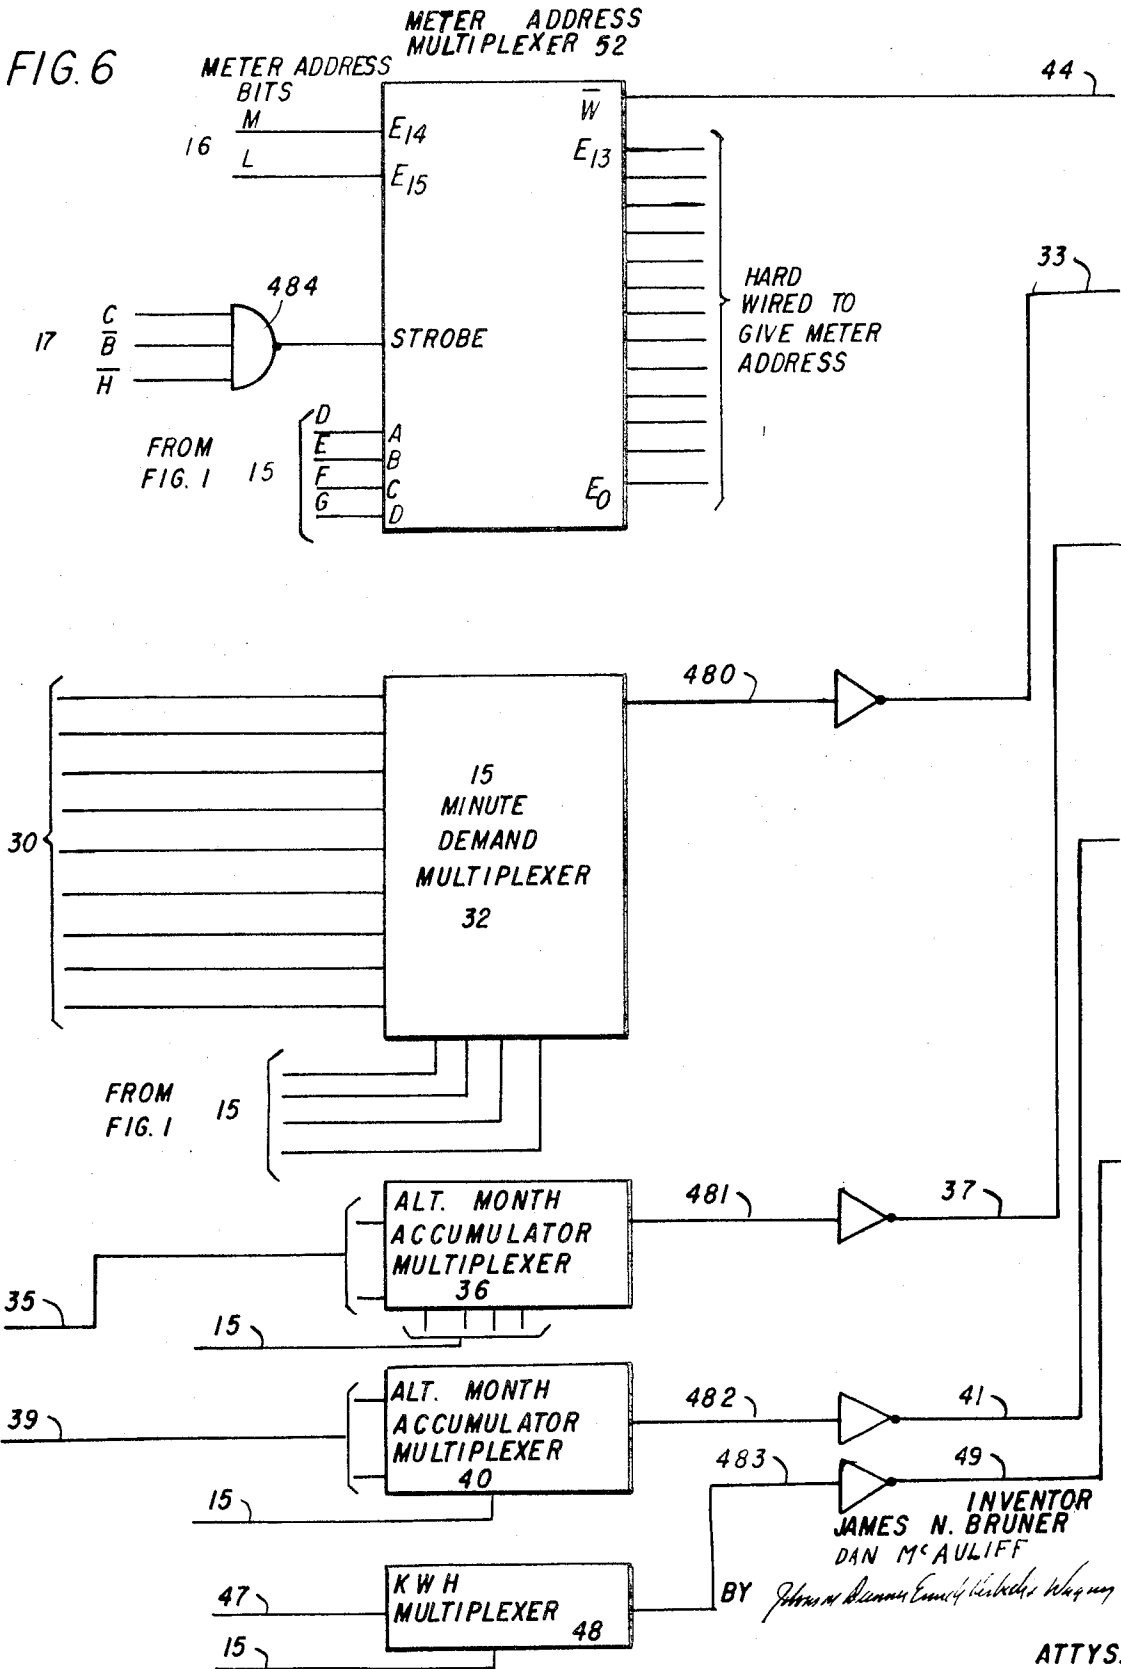 FIG. 6
METER ADDRESS
MULTIPLEXER 52
METER ADDRESS
BITS
M
16
L
E14
E15
W̅
E13
44
HARD
WIRED TO
GIVE METER
ADDRESS
33
484
17
C
B̅
H̅
STROBE
FROM
FIG. 1
15
D
E
F
G
A
B
C
D
E0
480
30
15
MINUTE
DEMAND
MULTIPLEXER
32
FROM
FIG. 1
15
ALT. MONTH
ACCUMULATOR
MULTIPLEXER
36
481
37
35
15
ALT. MONTH
ACCUMULATOR
MULTIPLEXER
40
482
41
39
15
483
49
KWH
MULTIPLEXER
48
47
15
INVENTOR
JAMES N. BRUNER
DAN McAULIFF
BY
ATTYS.